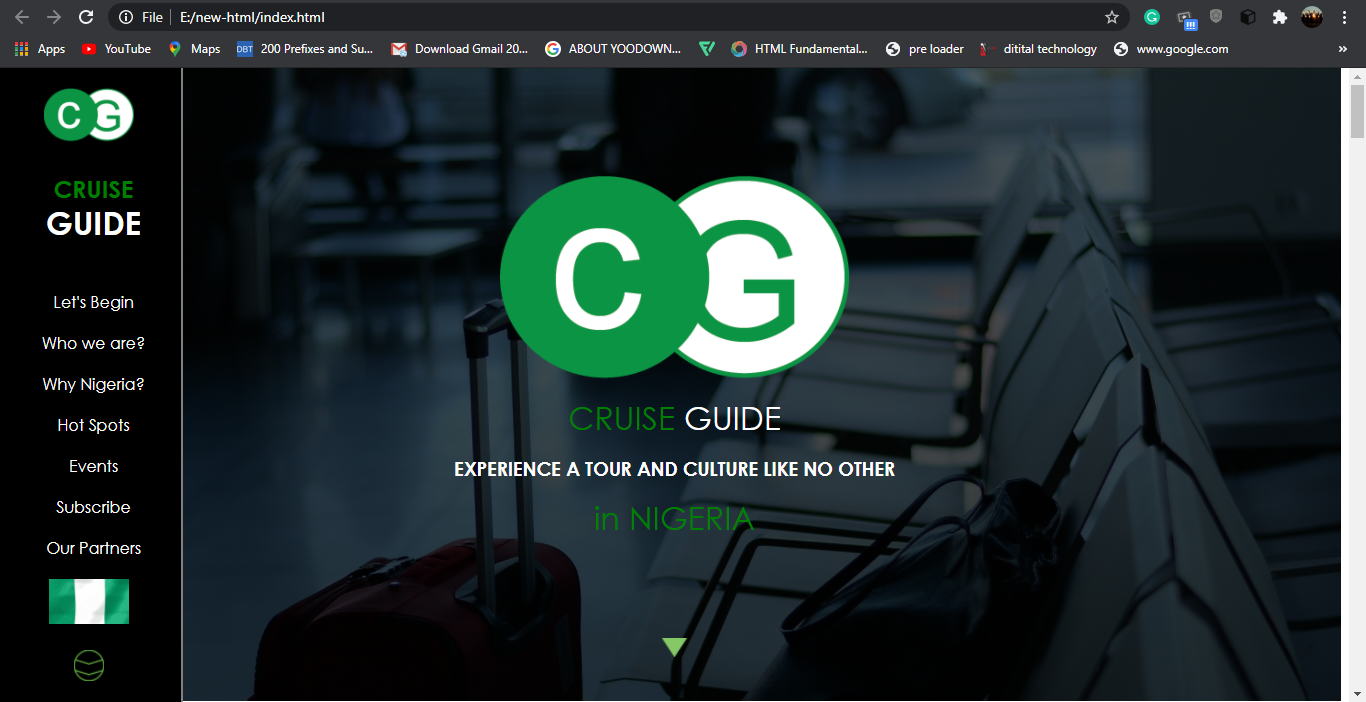 File E:/new-html/index.html
Apps YouTube Maps DBT 200 Prefixes and Su... Download Gmail 20... ABOUT YOODOWN... HTML Fundamental... pre loader ditital technology www.google.com »
CG
CRUISE
GUIDE
Let's Begin
Who we are?
Why Nigeria?
Hot Spots
Events
Subscribe
Our Partners
CG
CRUISE GUIDE
EXPERIENCE A TOUR AND CULTURE LIKE NO OTHER
in NIGERIA